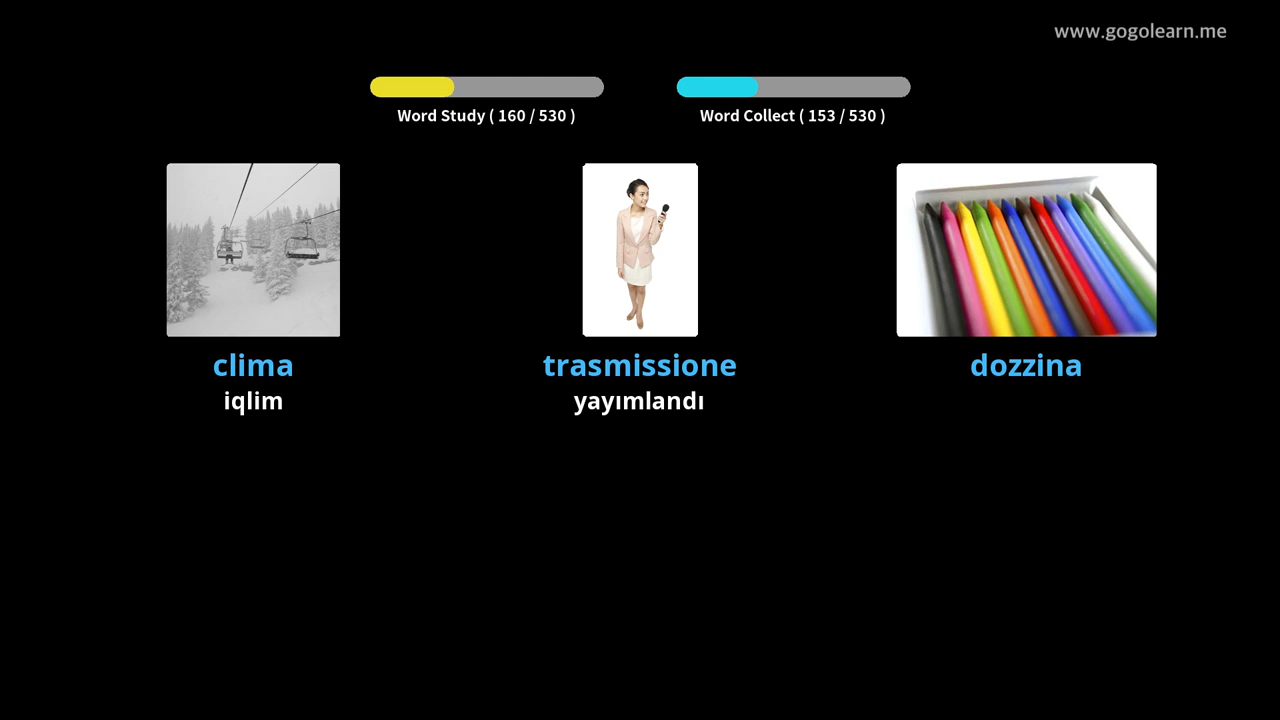 www.gogolearn.me
Word Study ( 160 / 530 )
Word Collect ( 153 / 530 )
clima
iqlim
trasmissione
yayımlandı
dozzina